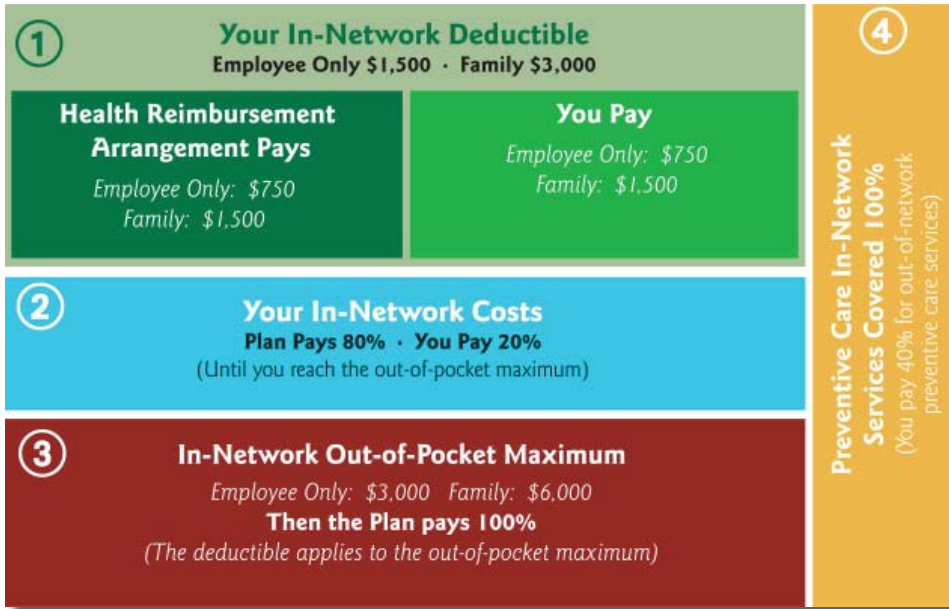 1
Your In-Network Deductible
Employee Only $1,500 · Family $3,000
Health Reimbursement
Arrangement Pays
Employee Only: $750
Family: $1,500
You Pay
Employee Only: $750
Family: $1,500
2
Your In-Network Costs
Plan Pays 80% · You Pay 20%
(Until you reach the out-of-pocket maximum)
3
In-Network Out-of-Pocket Maximum
Employee Only: $3,000 Family: $6,000
Then the Plan pays 100%
(The deductible applies to the out-of-pocket maximum)
4
Preventive Care In-Network
Services Covered 100%
(You pay 40% for out-of-network
preventive care services)